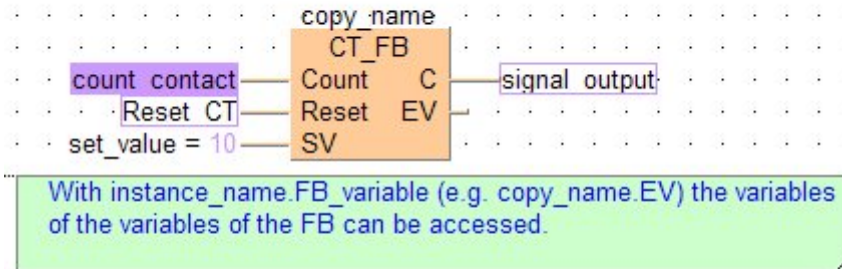 copy_name
CT_FB
count_contact Count C signal_output
Reset_CT Reset EV
set_value = 10 SV
With instance_name.FB_variable (e.g. copy_name.EV) the variables
of the variables of the FB can be accessed.